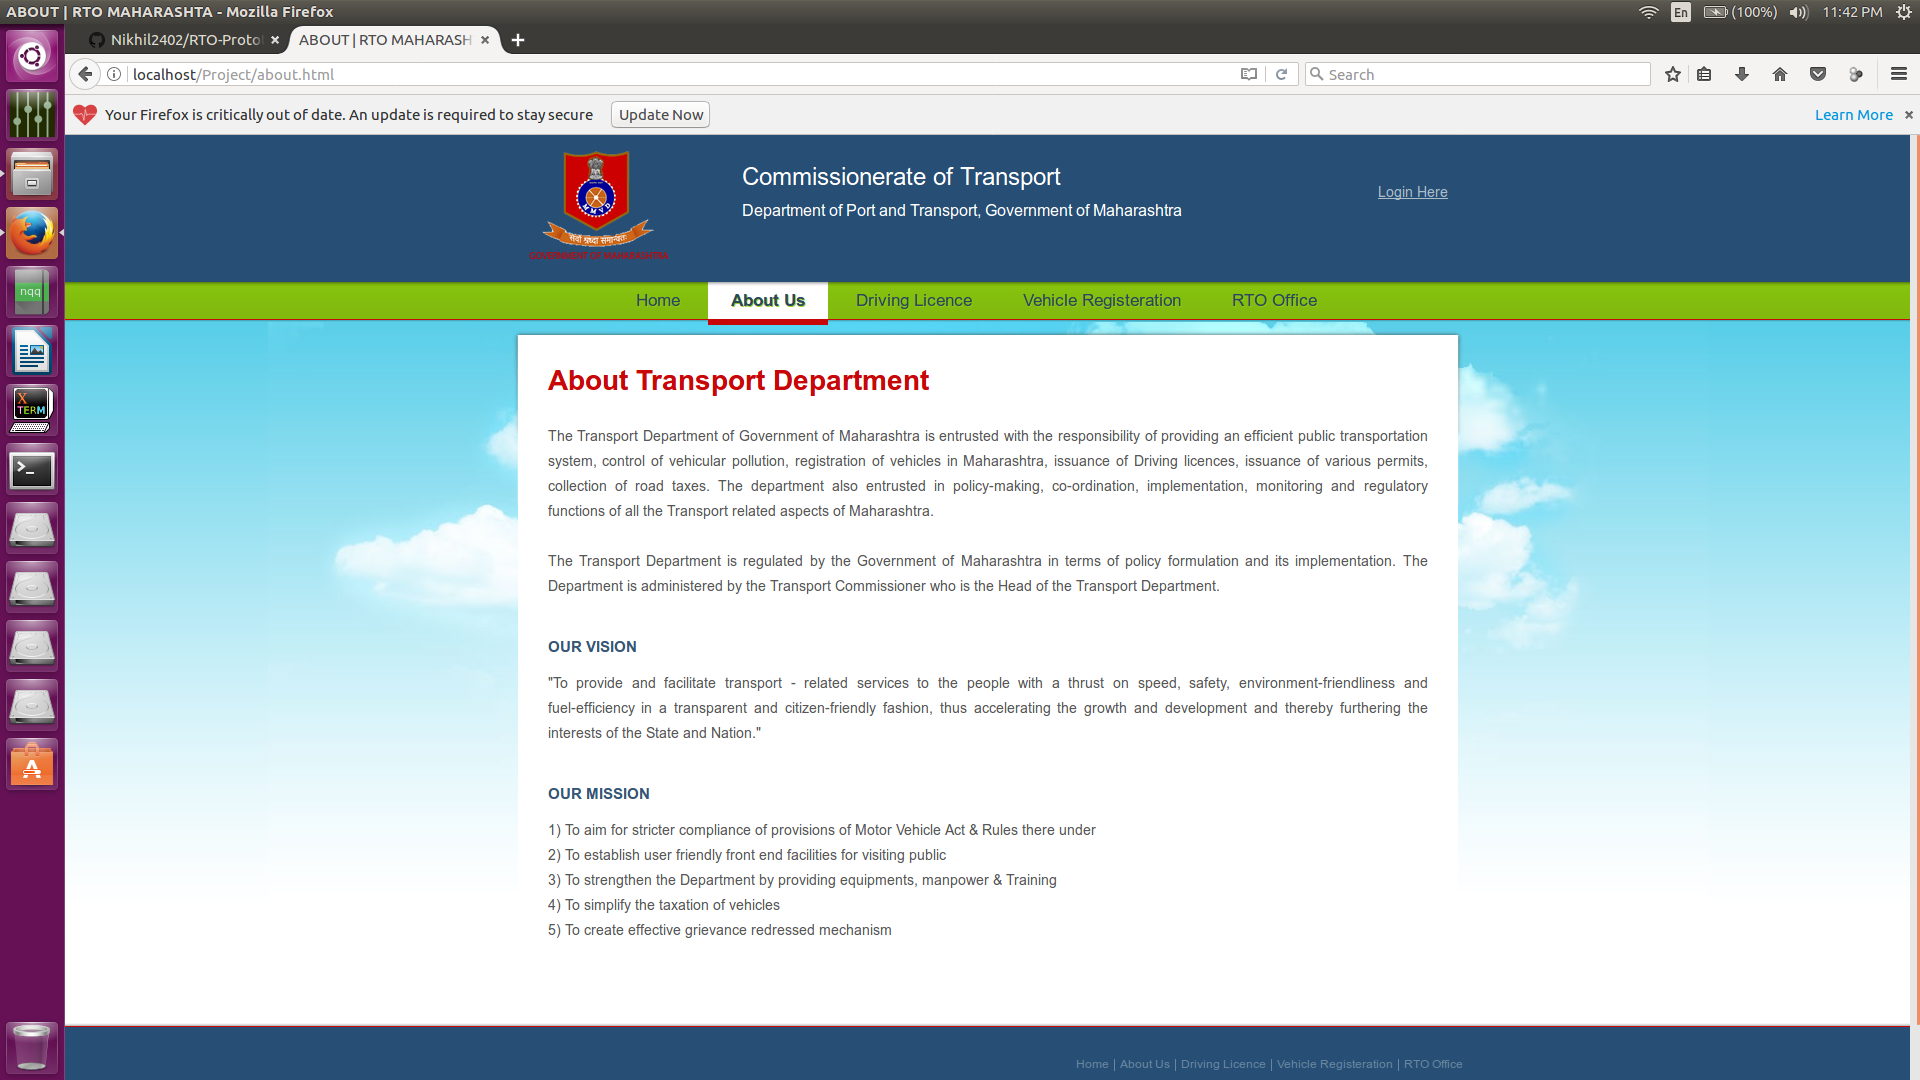 ABOUT | RTO MAHARASHTA - Mozilla Firefox
En (100%) 11:42 PM
Nikhil2402/RTO-Proto
ABOUT | RTO MAHARASH
localhost/Project/about.html
Search
Your Firefox is critically out of date. An update is required to stay secure
Update Now
Learn More
nqq
X
TERM
सर्दा श्रध्दा समान्वितः
GOVERNMENT OF MAHARASHTRA
Commissionerate of Transport
Department of Port and Transport, Government of Maharashtra
Login Here
Home
About Us
Driving Licence
Vehicle Registeration
RTO Office
About Transport Department
The Transport Department of Government of Maharashtra is entrusted with the responsibility of providing an efficient public transportation
system, control of vehicular pollution, registration of vehicles in Maharashtra, issuance of Driving licences, issuance of various permits,
collection of road taxes. The department also entrusted in policy-making, co-ordination, implementation, monitoring and regulatory
functions of all the Transport related aspects of Maharashtra.
The Transport Department is regulated by the Government of Maharashtra in terms of policy formulation and its implementation. The
Department is administered by the Transport Commissioner who is the Head of the Transport Department.
OUR VISION
"To provide and facilitate transport - related services to the people with a thrust on speed, safety, environment-friendliness and
fuel-efficiency in a transparent and citizen-friendly fashion, thus accelerating the growth and development and thereby furthering the
interests of the State and Nation."
OUR MISSION
1) To aim for stricter compliance of provisions of Motor Vehicle Act & Rules there under
2) To establish user friendly front end facilities for visiting public
3) To strengthen the Department by providing equipments, manpower & Training
4) To simplify the taxation of vehicles
5) To create effective grievance redressed mechanism
Home | About Us | Driving Licence | Vehicle Registeration | RTO Office